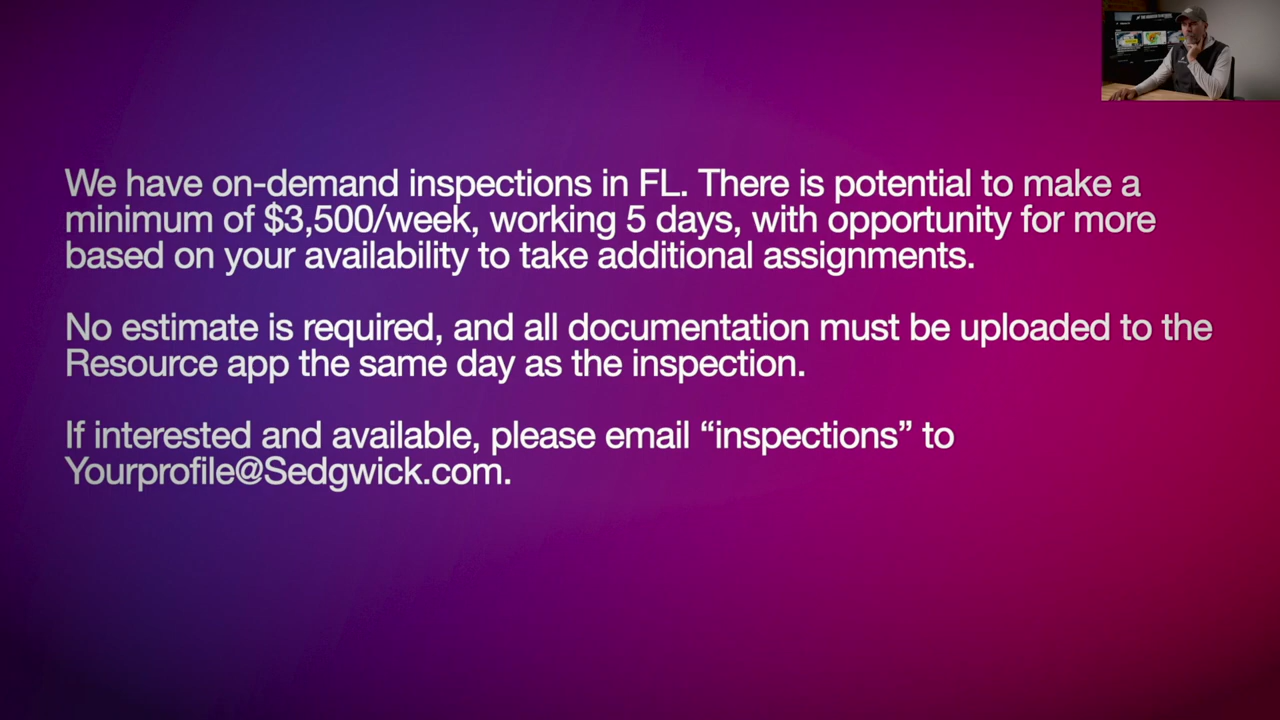 We have on-demand inspections in FL. There is potential to make a
minimum of $3,500/week, working 5 days, with opportunity for more
based on your availability to take additional assignments.
No estimate is required, and all documentation must be uploaded to the
Resource app the same day as the inspection.
If interested and available, please email “inspections” to
Yourprofile@Sedgwick.com.